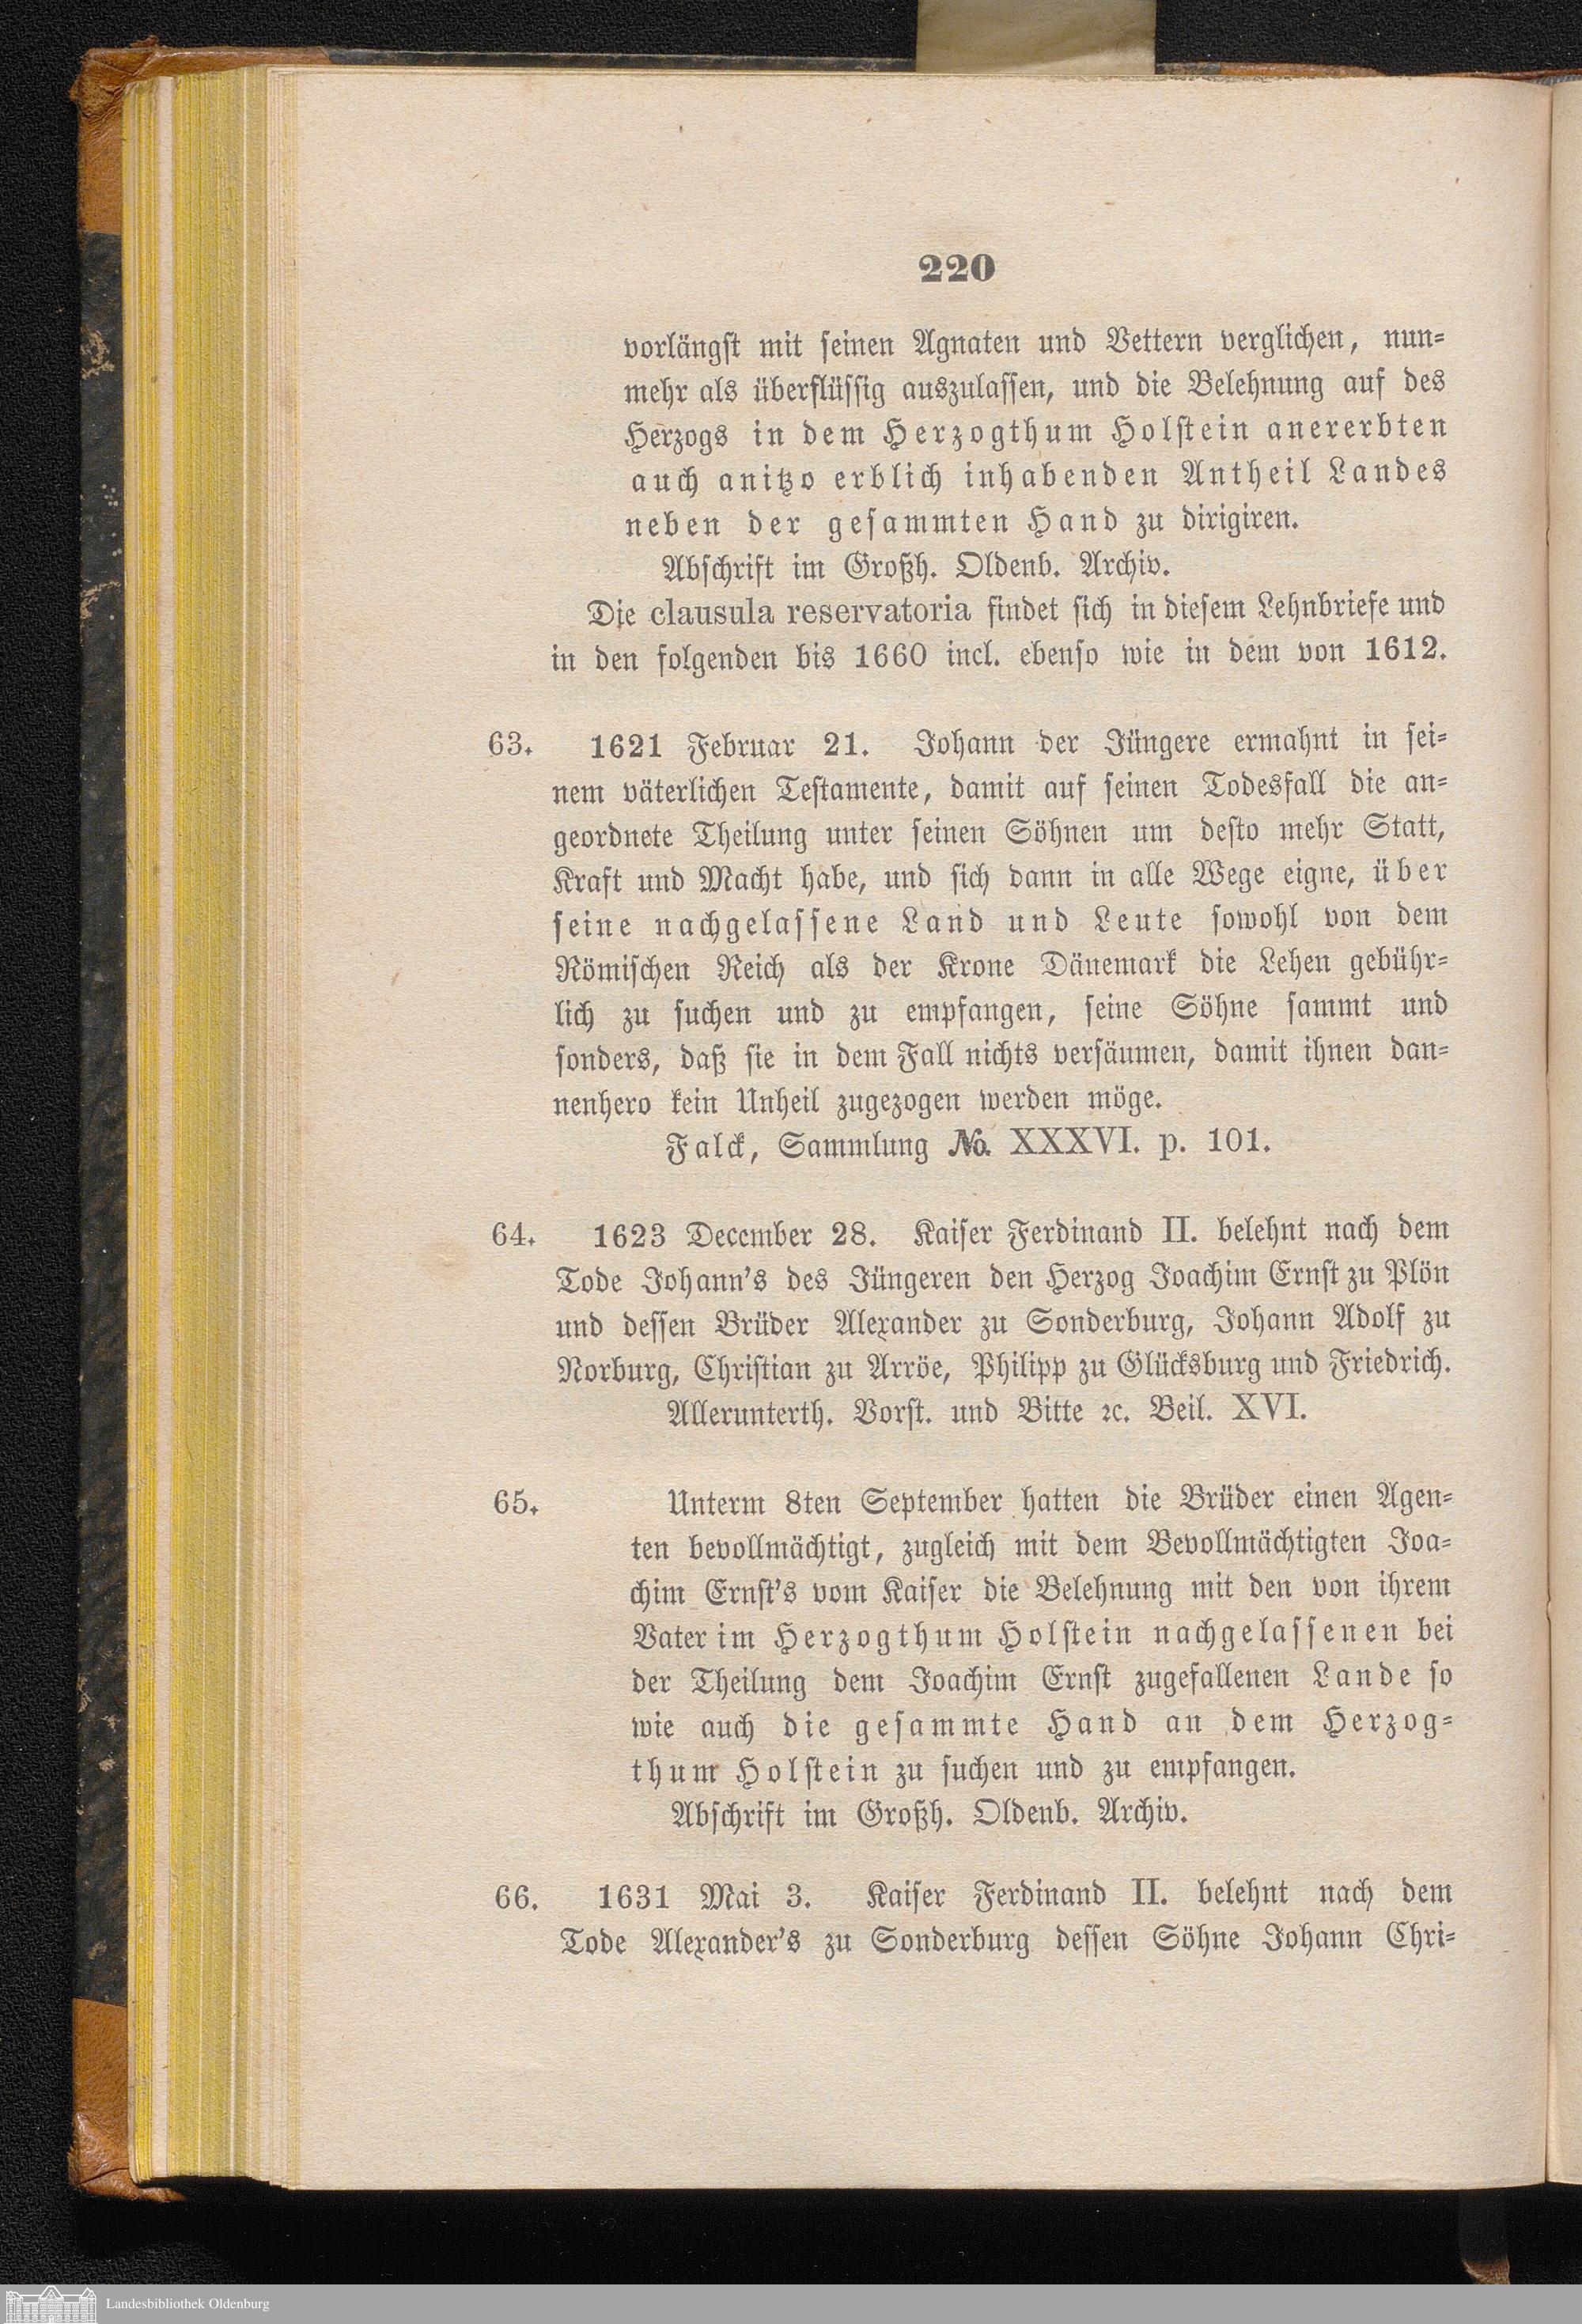 220
vorlängst mit seinen Agnaten und Vettern verglichen, nun-
mehr als überflüssig auszulassen, und die Belehnung auf des
Herzogs in dem Herzogthum Holstein anererbten
auch anitzo erblich inhabenden Antheil Landes
neben der gesammten Hand zu dirigiren.
Abschrift im Großh. Oldenb. Archiv.
Die clausula reservatoria findet sich in diesem Lehnbriefe und
in den folgenden bis 1660 incl. ebenso wie in dem von 1612.
63. 1621 Februar 21. Johann der Jüngere ermahnt in sei-
nem väterlichen Testamente, damit auf seinen Todesfall die an-
geordnete Theilung unter seinen Söhnen um desto mehr Statt,
Kraft und Macht habe, und sich dann in alle Wege eigne, über
seine nachgelassene Land und Leute sowohl von dem
Römischen Reich als der Krone Dänemark die Lehen gebühr-
lich zu suchen und zu empfangen, seine Söhne sammt und
sonders, daß sie in dem Fall nichts versäumen, damit ihnen dan-
nenhero kein Unheil zugezogen werden möge.
Falck, Sammlung No. XXXVI. p. 101.
64. 1623 December 28. Kaiser Ferdinand II. belehnt nach dem
Tode Johann's des Jüngeren den Herzog Joachim Ernst zu Plön
und dessen Brüder Alexander zu Sonderburg, Johann Adolf zu
Norburg, Christian zu Arröe, Philipp zu Glücksburg und Friedrich.
Allerunterth. Vorst. und Bitte ꝛc. Beil. XVI.
65. Unterm 8ten September hatten die Brüder einen Agen-
ten bevollmächtigt, zugleich mit dem Bevollmächtigten Joa-
chim Ernst's vom Kaiser die Belehnung mit den von ihrem
Vater im Herzogthum Holstein nachgelassenen bei
der Theilung dem Joachim Ernst zugefallenen Lande so
wie auch die gesammte Hand an dem Herzog-
thum Holstein zu suchen und zu empfangen.
Abschrift im Großh. Oldenb. Archiv.
66. 1631 Mai 3. Kaiser Ferdinand II. belehnt nach dem
Tode Alexander's zu Sonderburg dessen Söhne Johann Chri-
Landesbibliothek Oldenburg